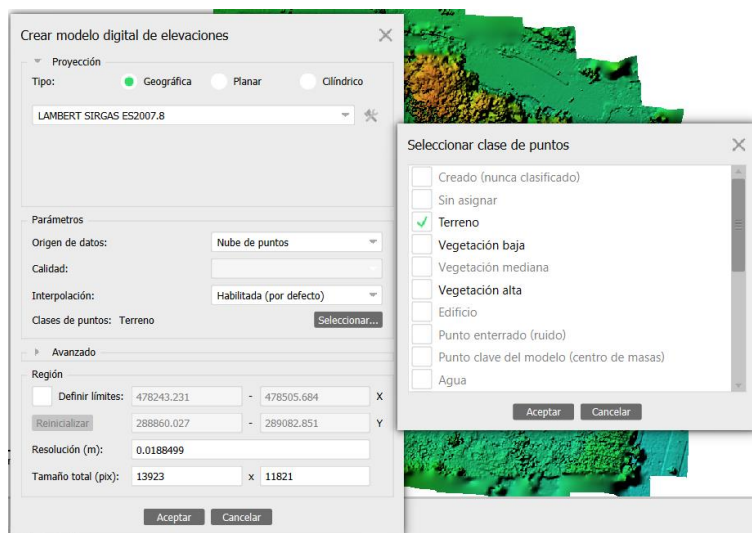 Crear modelo digital de elevaciones
Proyección
Tipo: Geográfica Planar Cilíndrico
LAMBERT SIRGAS ES2007.8
Parámetros
Origen de datos: Nube de puntos
Calidad:
Interpolación: Habilitada (por defecto)
Clases de puntos: Terreno Seleccionar...
Avanzado
Región
Definir límites: 478243.231 - 478505.684 X
Reinicializar 288860.027 - 289082.851 Y
Resolución (m): 0.0188499
Tamaño total (pix): 13923 x 11821
Aceptar Cancelar
Seleccionar clase de puntos
Creado (nunca clasificado)
Sin asignar
Terreno
Vegetación baja
Vegetación mediana
Vegetación alta
Edificio
Punto enterrado (ruido)
Punto clave del modelo (centro de masas)
Agua
Aceptar Cancelar